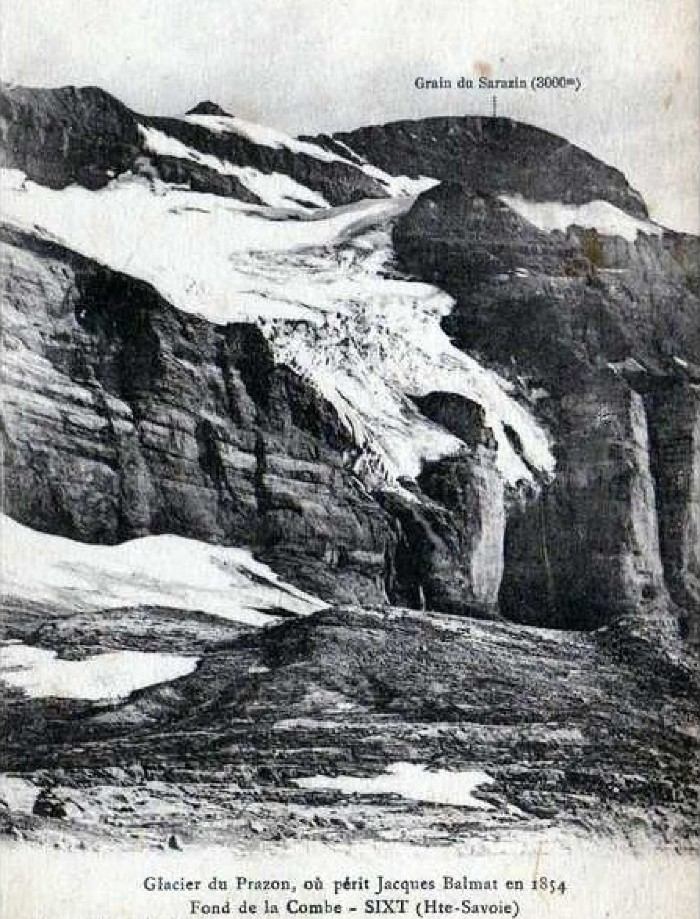 Grain du Sarazin (3000m)
Glacier du Prazon, où périt Jacques Balmat en 1854
Fond de la Combe - SIXT (Hte-Savoie)